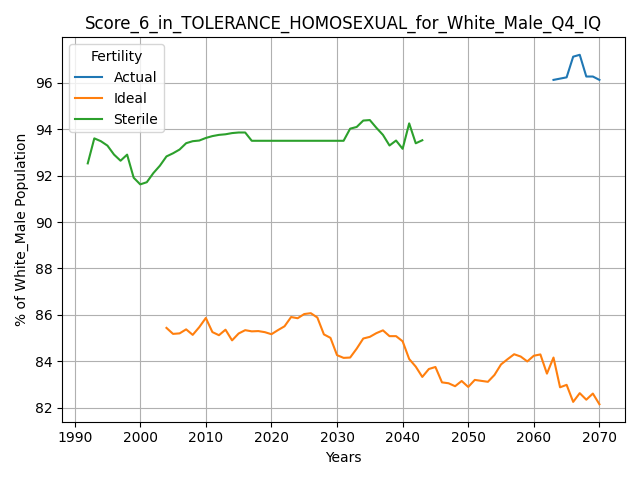 Score_6_in_TOLERANCE_HOMOSEXUAL_for_White_Male_Q4_IQ
Fertility
Actual
Ideal
Sterile
% of White_Male Population
96
94
92
90
88
86
84
82
1990 2000 2010 2020 2030 2040 2050 2060 2070
Years